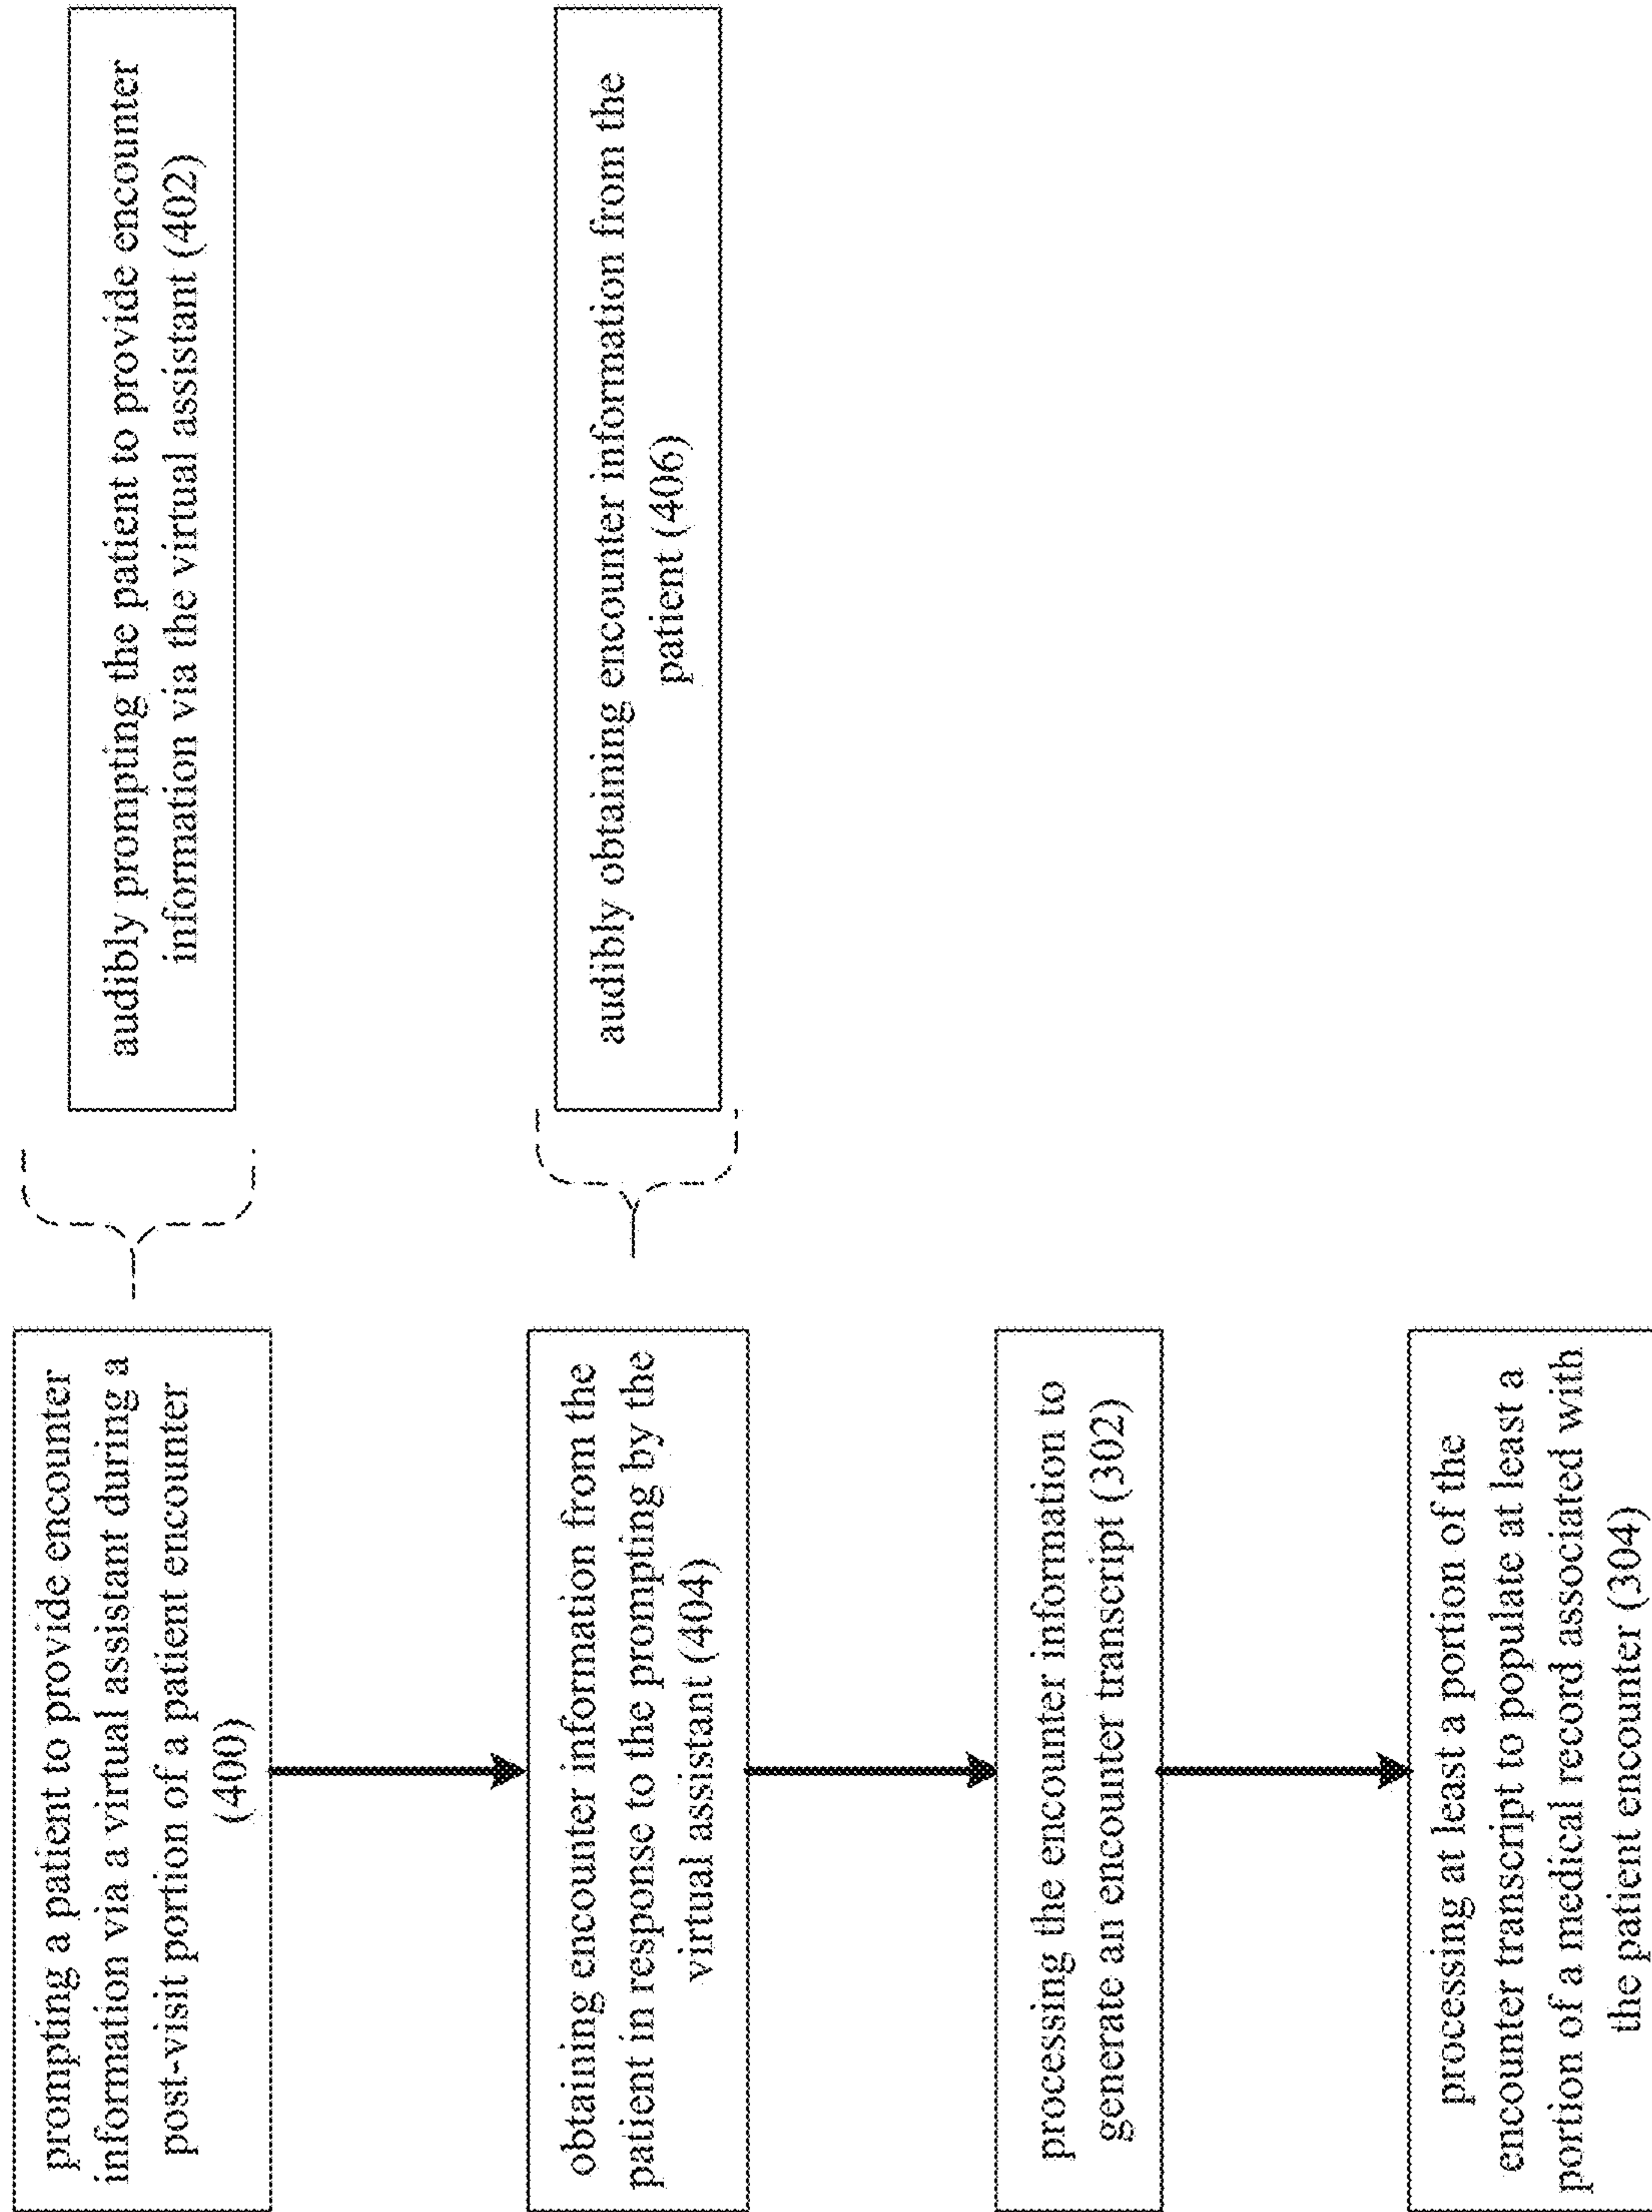 prompting a patient to provide encounter
information via a virtual assistant during a
post-visit portion of a patient encounter
(400)
audibly prompting the patient to provide encounter
information via the virtual assistant (402)
obtaining encounter information from the
patient in response to the prompting by the
virtual assistant (404)
audibly obtaining encounter information from the
patient (406)
processing the encounter information to
generate an encounter transcript (302)
processing at least a portion of the
encounter transcript to populate at least a
portion of a medical record associated with
the patient encounter (304)